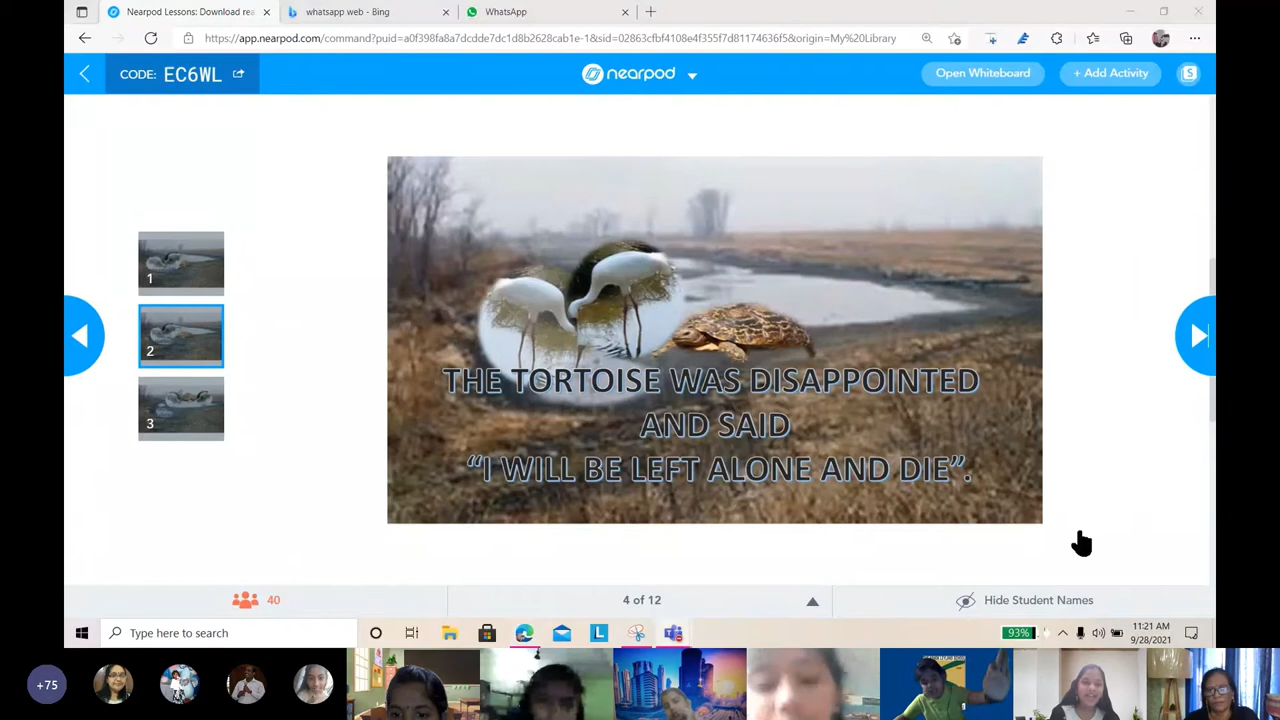 Nearpod Lessons: Download rea
whatsapp web - Bing
WhatsApp
https://app.nearpod.com/command?puid=a0f398fa8a7dcdde7dc1d8b2628cab1e-1&sid=02863cfbf4108e4f355f7d81174636f5&origin=My%20Library
CODE: EC6WL
nearpod
Open Whiteboard
+ Add Activity
S
1
2
3
THE TORTOISE WAS DISAPPOINTED
AND SAID
“I WILL BE LEFT ALONE AND DIE”.
40
4 of 12
Hide Student Names
Type here to search
L
93%
11:21 AM
9/28/2021
+75